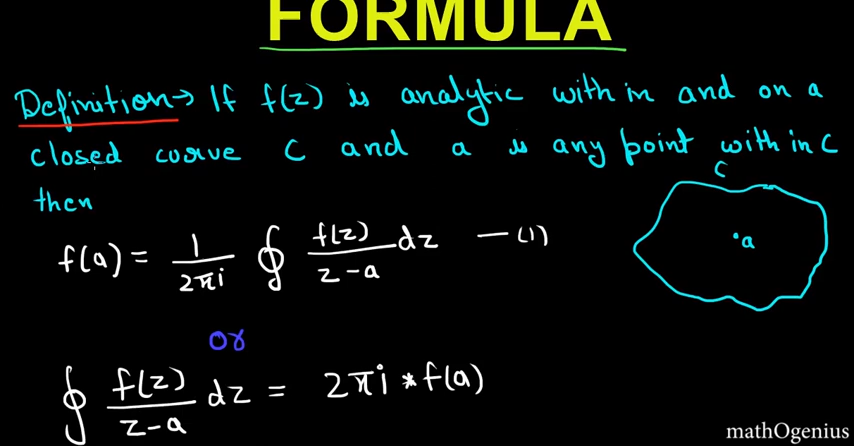 FORMULA
Definition→ If f(z) is analytic with in and on a
closed curve C and a is any point with in C
then
C
a
f(a) = 1/2πi ∮ f(z)/z-a dz — (1)
or
∮ f(z)/z-a dz = 2πi * f(a)
mathOgenius